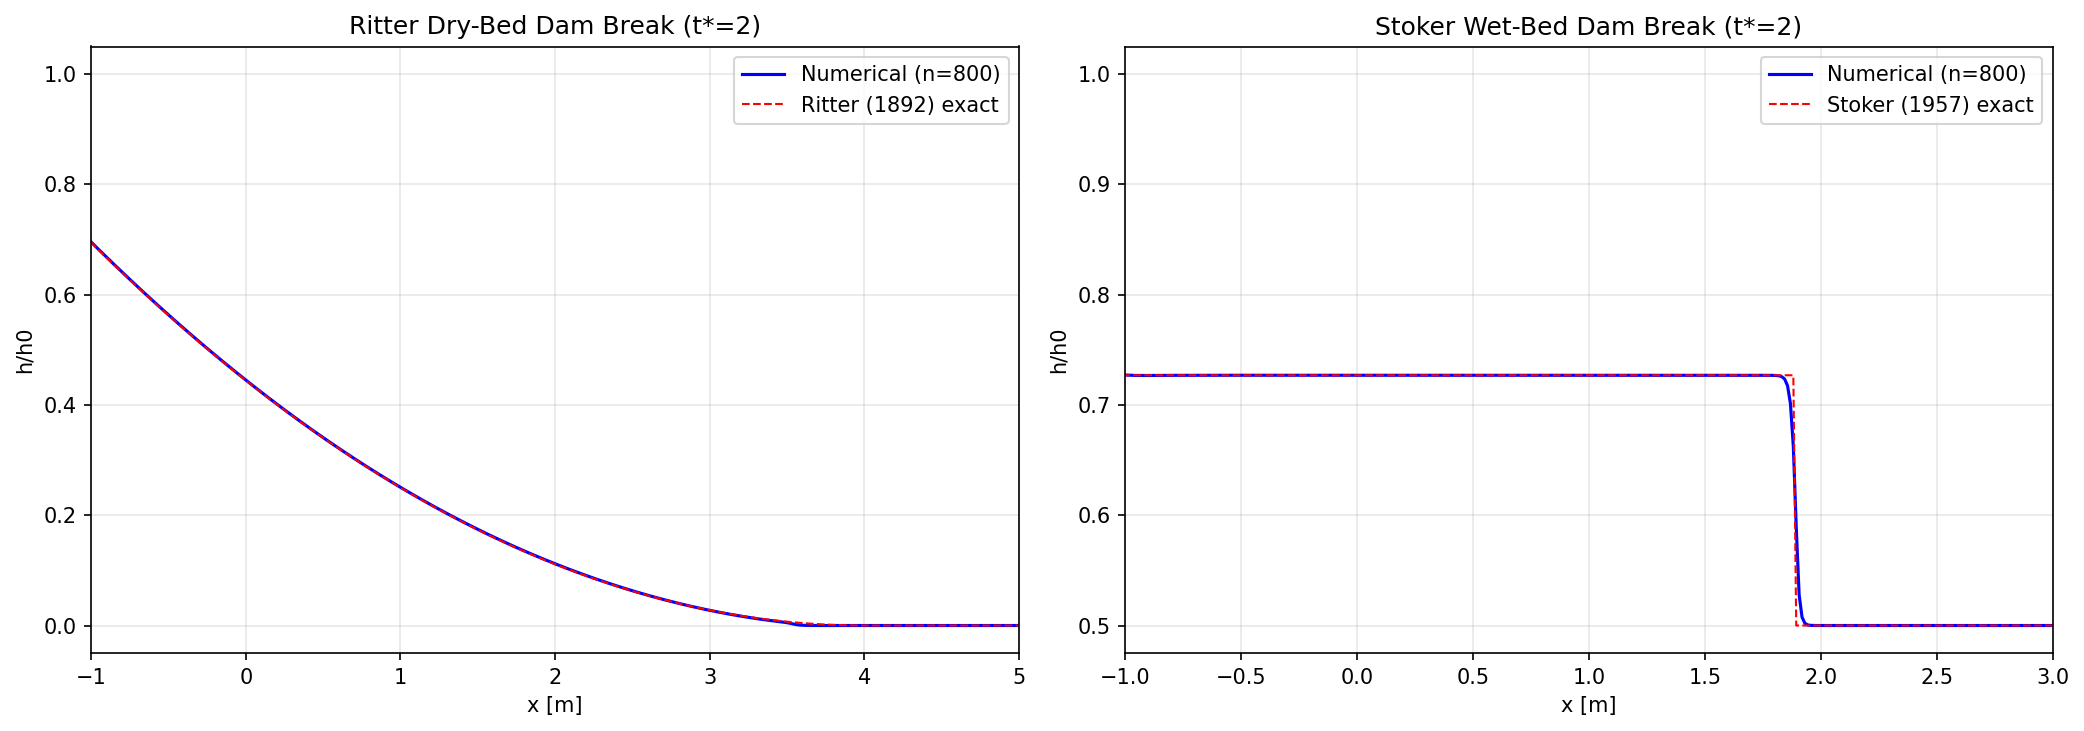 Ritter Dry-Bed Dam Break (t*=2)
h/h0
1.0
0.8
0.6
0.4
0.2
0.0
Numerical (n=800)
Ritter (1892) exact
−1
0
1
2
3
4
5
x [m]
Stoker Wet-Bed Dam Break (t*=2)
h/h0
1.0
0.9
0.8
0.7
0.6
0.5
Numerical (n=800)
Stoker (1957) exact
−1.0
−0.5
0.0
0.5
1.0
1.5
2.0
2.5
3.0
x [m]